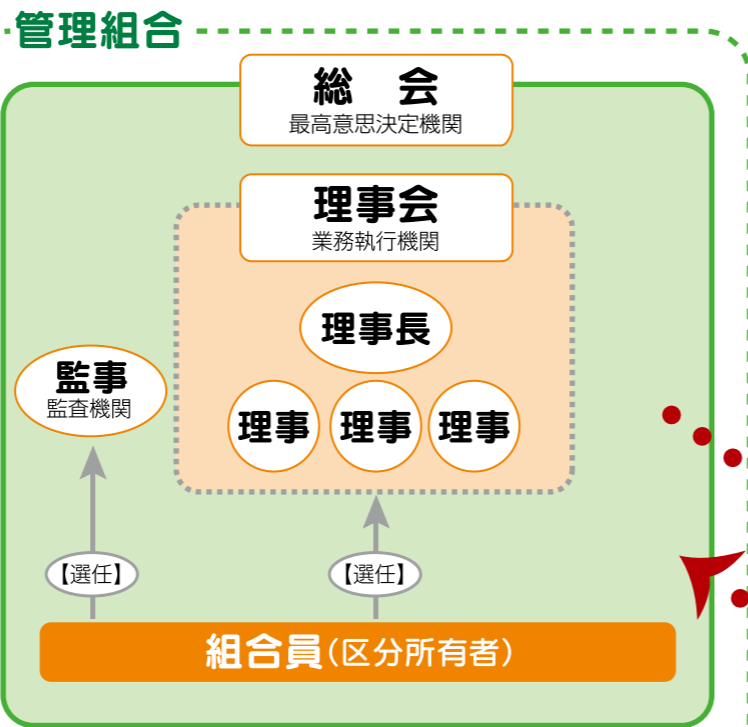 管理組合
総　会
最高意思決定機関
理事会
業務執行機関
理事長
監事
監査機関
理事 理事 理事
【選任】 【選任】
組合員（区分所有者）